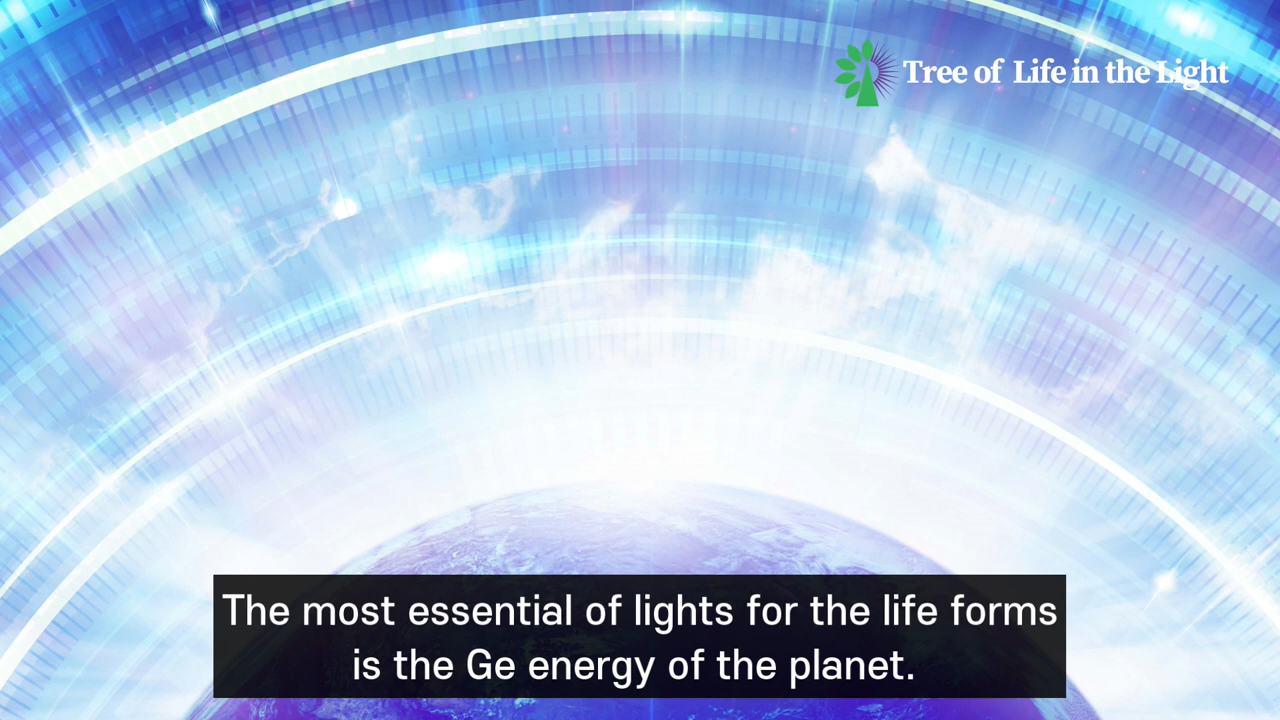 Tree of Life in the Light
The most essential of lights for the life forms
is the Ge energy of the planet.